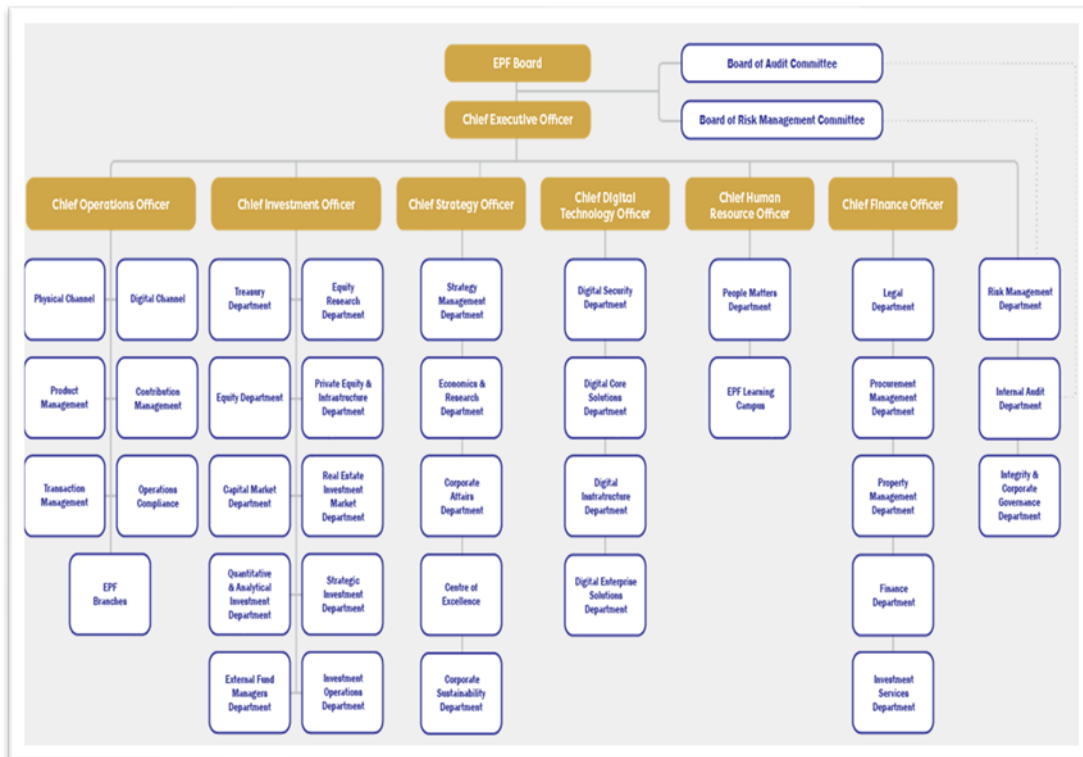 EPF Board
Board of Audit Committee
Chief Executive Officer
Board of Risk Management Committee
Chief Operations Officer
Chief Investment Officer
Chief Strategy Officer
Chief Digital
Technology Officer
Chief Human
Resource Officer
Chief Finance Officer
Physical Channel
Digital Channel
Product
Management
Contribution
Management
Transaction
Management
Operations
Compliance
EPF
Branches
Treasury
Department
Equity
Research
Department
Equity Department
Private Equity &
Infrastructure
Department
Capital Market
Department
Real Estate
Investment
Market
Department
Quantitative
& Analytical
Investment
Department
Strategic
Investment
Department
External Fund
Managers
Department
Investment
Operations
Department
Strategy
Management
Department
Economics &
Research
Department
Corporate
Attairs
Department
Centre of
Excellence
Corporate
Sustainability
Department
Digital Security
Department
Digital Core
Solutions
Department
Digital
Instratructure
Department
Digital Enterprise
Solutions
Department
People Matters
Department
EPF Learning
Campus
Legal
Department
Procurement
Management
Department
Property
Management
Department
Finance
Department
Investment
Services
Department
Risk Management
Department
Internal Audit
Department
Integrity &
Corporate
Governance
Department